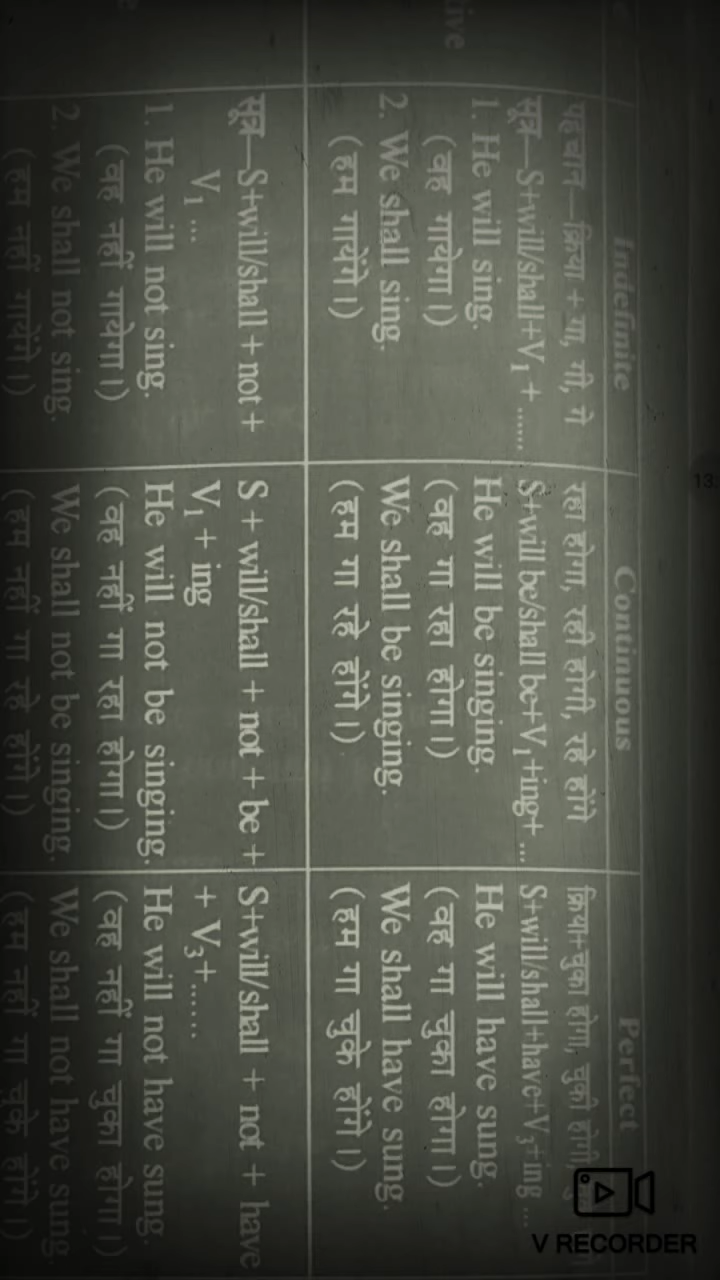 Indefinite
पहचान—क्रिया + गा, गी, गे
सूत्र—S+will/shall+V1 + ......
1. He will sing.
(वह गायेगा।)
2. We shall sing.
(हम गायेंगे।)
सूत्र—S+will/shall + not +
V1 ...
1. He will not sing.
(वह नहीं गायेगा।)
2. We shall not sing.
(हम नहीं गायेंगे।)
Continuous
रहा होगा, रही होगी, रहे होंगे
S+will be/shall be+V1+ing+ ...
He will be singing.
(वह गा रहा होगा।)
We shall be singing.
(हम गा रहे होंगे।)
S + will/shall + not + be +
V1 + ing
He will not be singing.
(वह नहीं गा रहा होगा।)
We shall not be singing.
(हम नहीं गा रहे होंगे।)
Perfect
क्रिया+चुका होगा, चुकी होगी,
S+will/shall+have+V3+ing ...
He will have sung.
(वह गा चुका होगा।)
We shall have sung.
(हम गा चुके होंगे।)
S+will/shall + not + have
+ V3+......
He will not have sung.
(वह नहीं गा चुका होगा।)
We shall not have sung.
(हम नहीं गा चुके होंगे।)
ive
13
V RECORDER